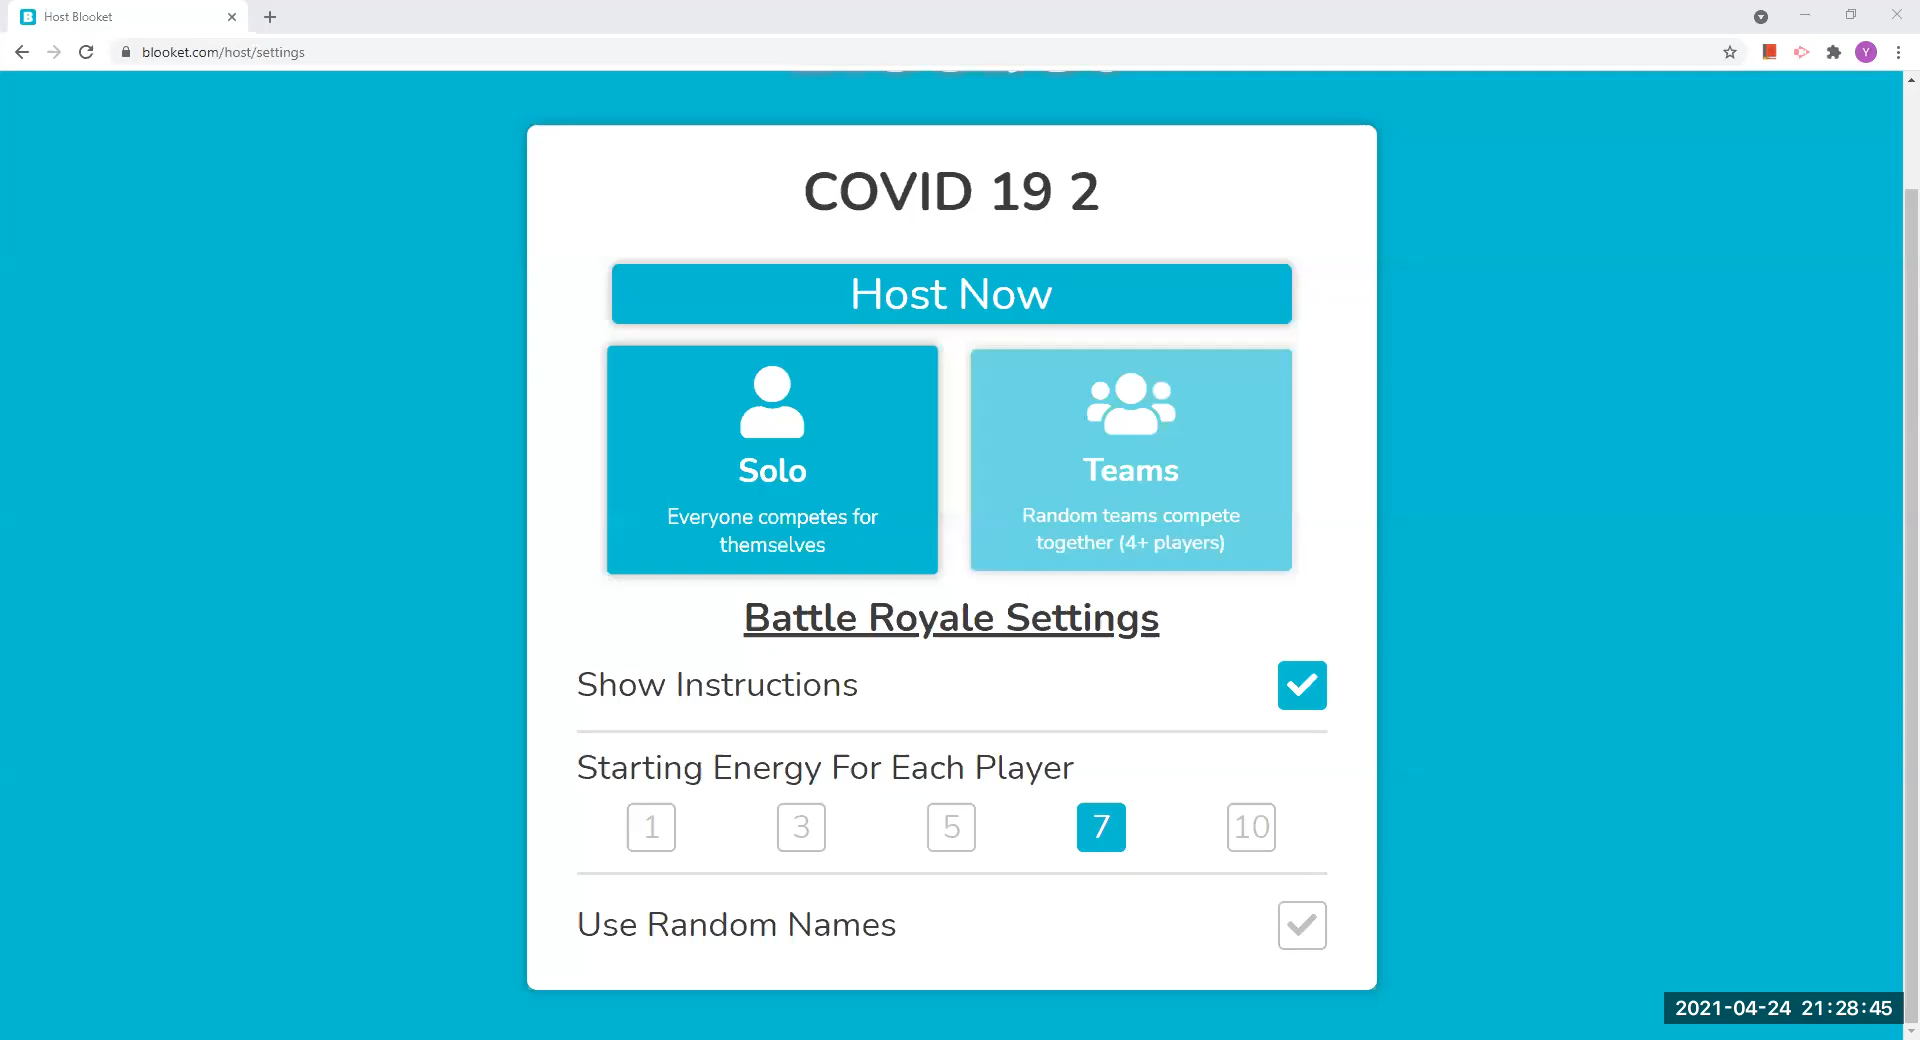 Host Blooket
blooket.com/host/settings
Y
COVID 19 2
Host Now
Solo
Everyone competes for
themselves
Teams
Random teams compete
together (4+ players)
Battle Royale Settings
Show Instructions
Starting Energy For Each Player
1 3 5 7 10
Use Random Names
2021-04-24 21:28:45